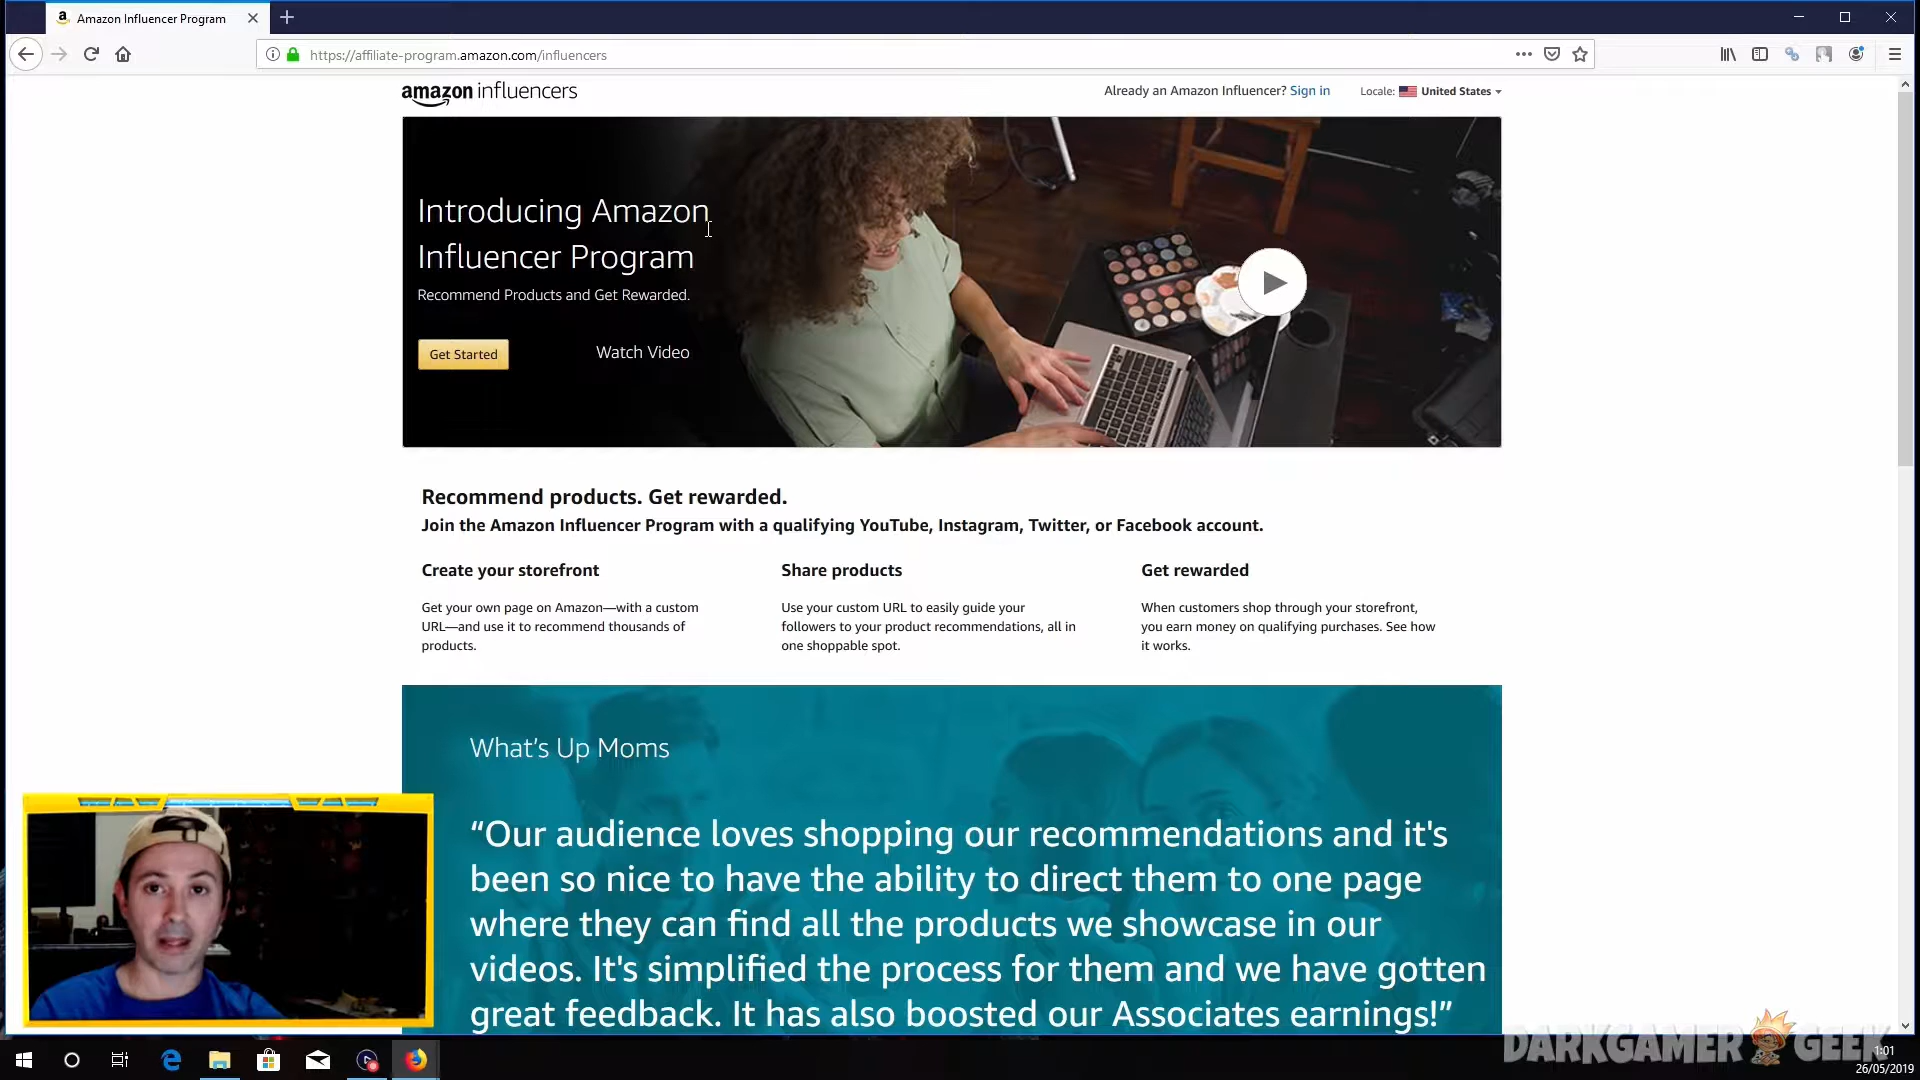 Amazon Influencer Program
https://affiliate-program.amazon.com/influencers
amazon influencers
Already an Amazon Influencer? Sign in
Locale: United States
Introducing Amazon
Influencer Program
Recommend Products and Get Rewarded.
Get Started
Watch Video
Recommend products. Get rewarded.
Join the Amazon Influencer Program with a qualifying YouTube, Instagram, Twitter, or Facebook account.
Create your storefront
Get your own page on Amazon—with a custom
URL—and use it to recommend thousands of
products.
Share products
Use your custom URL to easily guide your
followers to your product recommendations, all in
one shoppable spot.
Get rewarded
When customers shop through your storefront,
you earn money on qualifying purchases. See how
it works.
What's Up Moms
“Our audience loves shopping our recommendations and it's
been so nice to have the ability to direct them to one page
where they can find all the products we showcase in our
videos. It's simplified the process for them and we have gotten
great feedback. It has also boosted our Associates earnings!”
DARKGAMER GEEK
1:01
26/05/2019